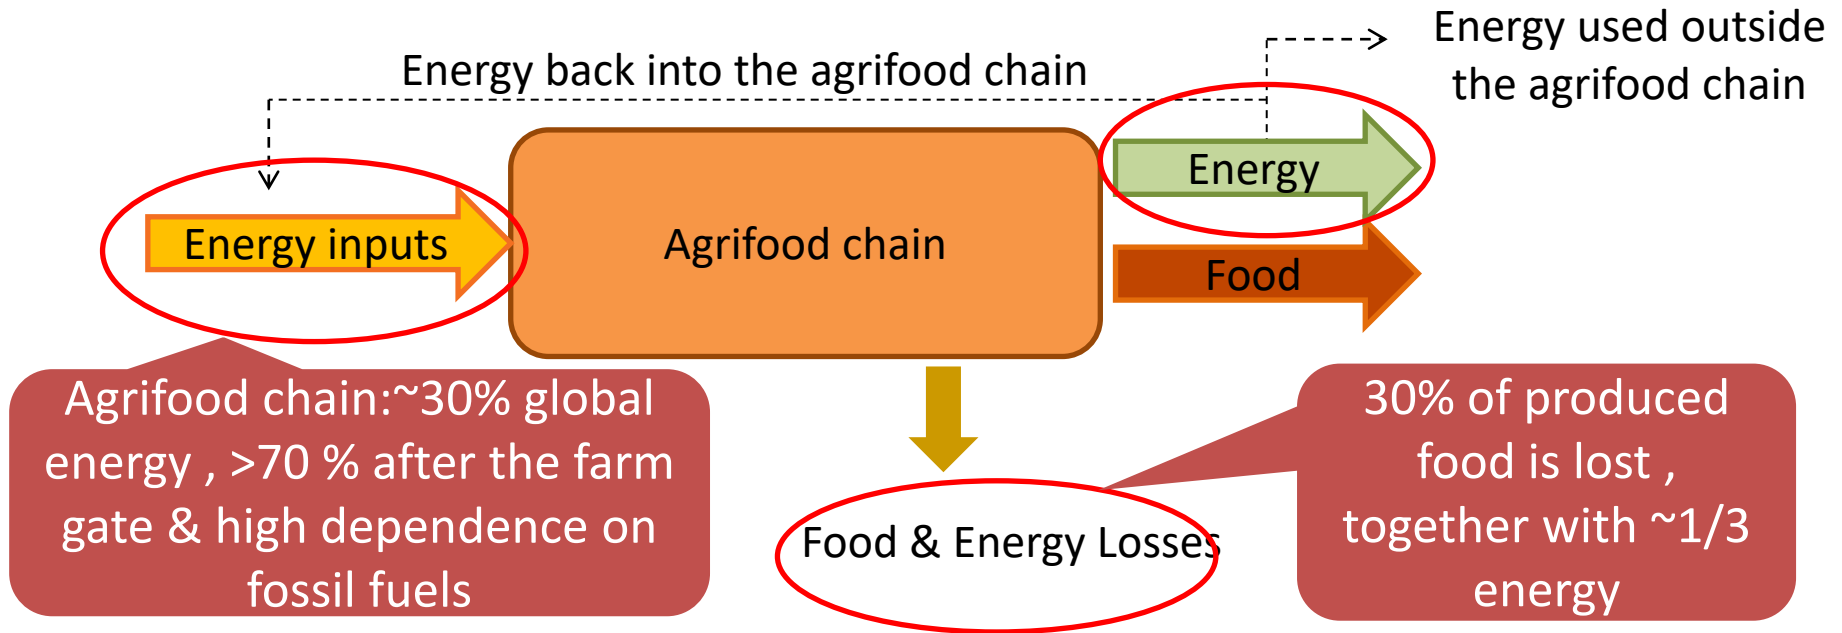 Energy used outside
the agrifood chain
Energy back into the agrifood chain
Energy
Energy inputs
Agrifood chain
Food
Agrifood chain:~30% global
energy , >70 % after the farm
gate & high dependence on
fossil fuels
30% of produced
food is lost ,
together with ~1/3
energy
Food & Energy Losses